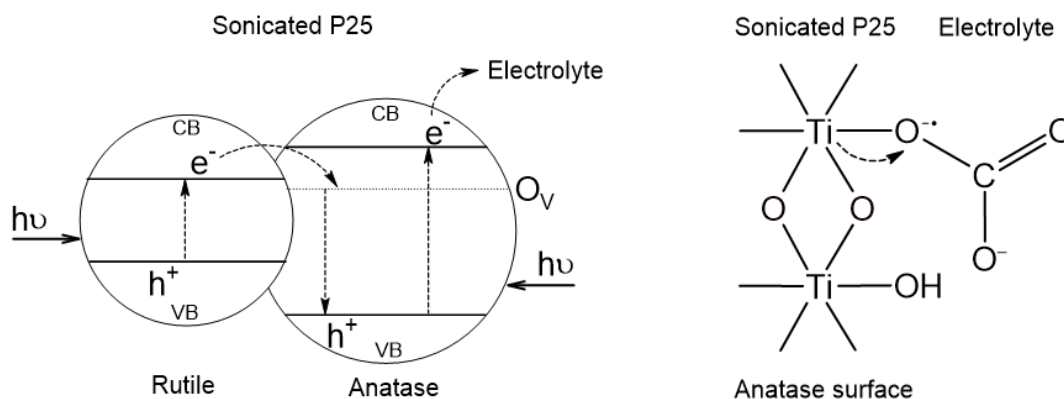 Sonicated P25
Electrolyte
CB
e⁻
hυ
h⁺
VB
Rutile
CB
e⁻
Oᵥ
hυ
h⁺
VB
Anatase
Sonicated P25 Electrolyte
Ti O⁻• O
C
O O O⁻
Ti OH
Anatase surface